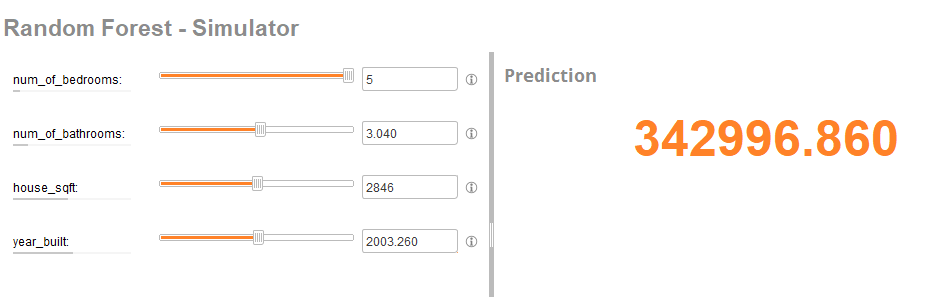 Random Forest - Simulator
num_of_bedrooms:
5
num_of_bathrooms:
3.040
house_sqft:
2846
year_built:
2003.260
Prediction
342996.860